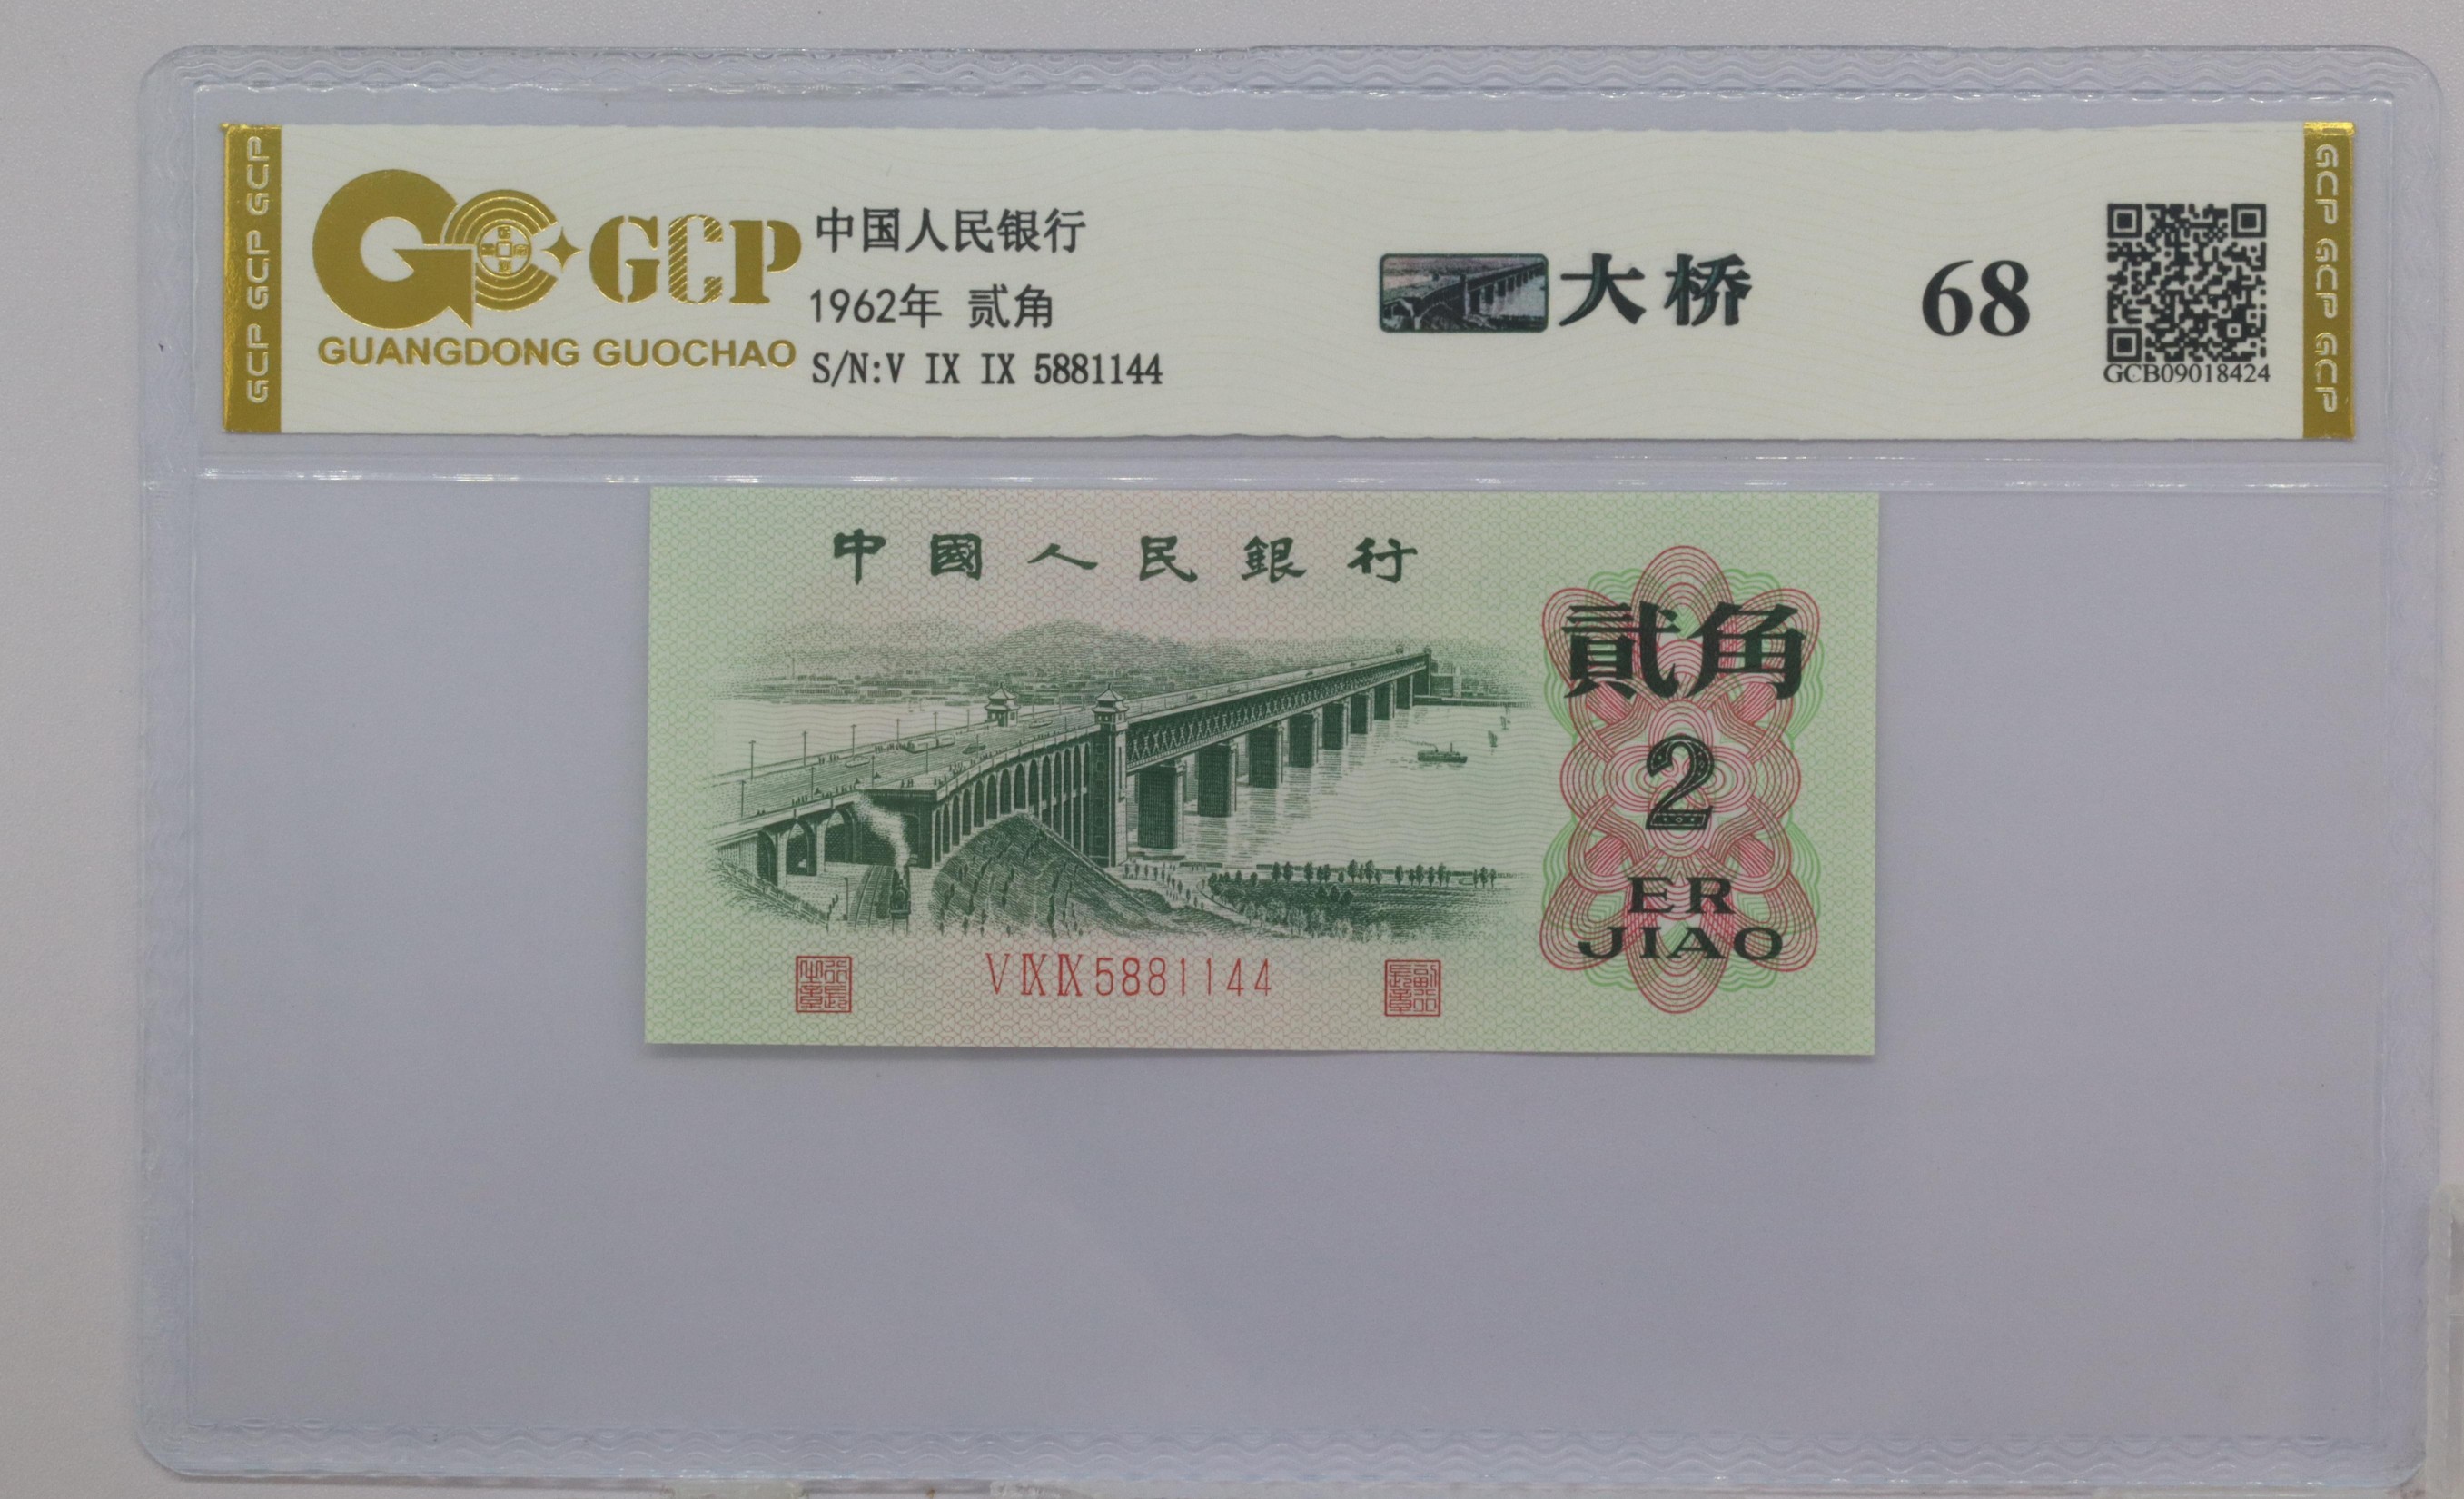 GCP GCP GCP
GCP
GUANGDONG GUOCHAO
中国人民银行
1962年 贰角
S/N:V IX IX 5881144
大桥
68
GCB09018424
GCP GCP GCP
中國人民銀行
貳角
2
ER
JIAO
V IX IX 5881144